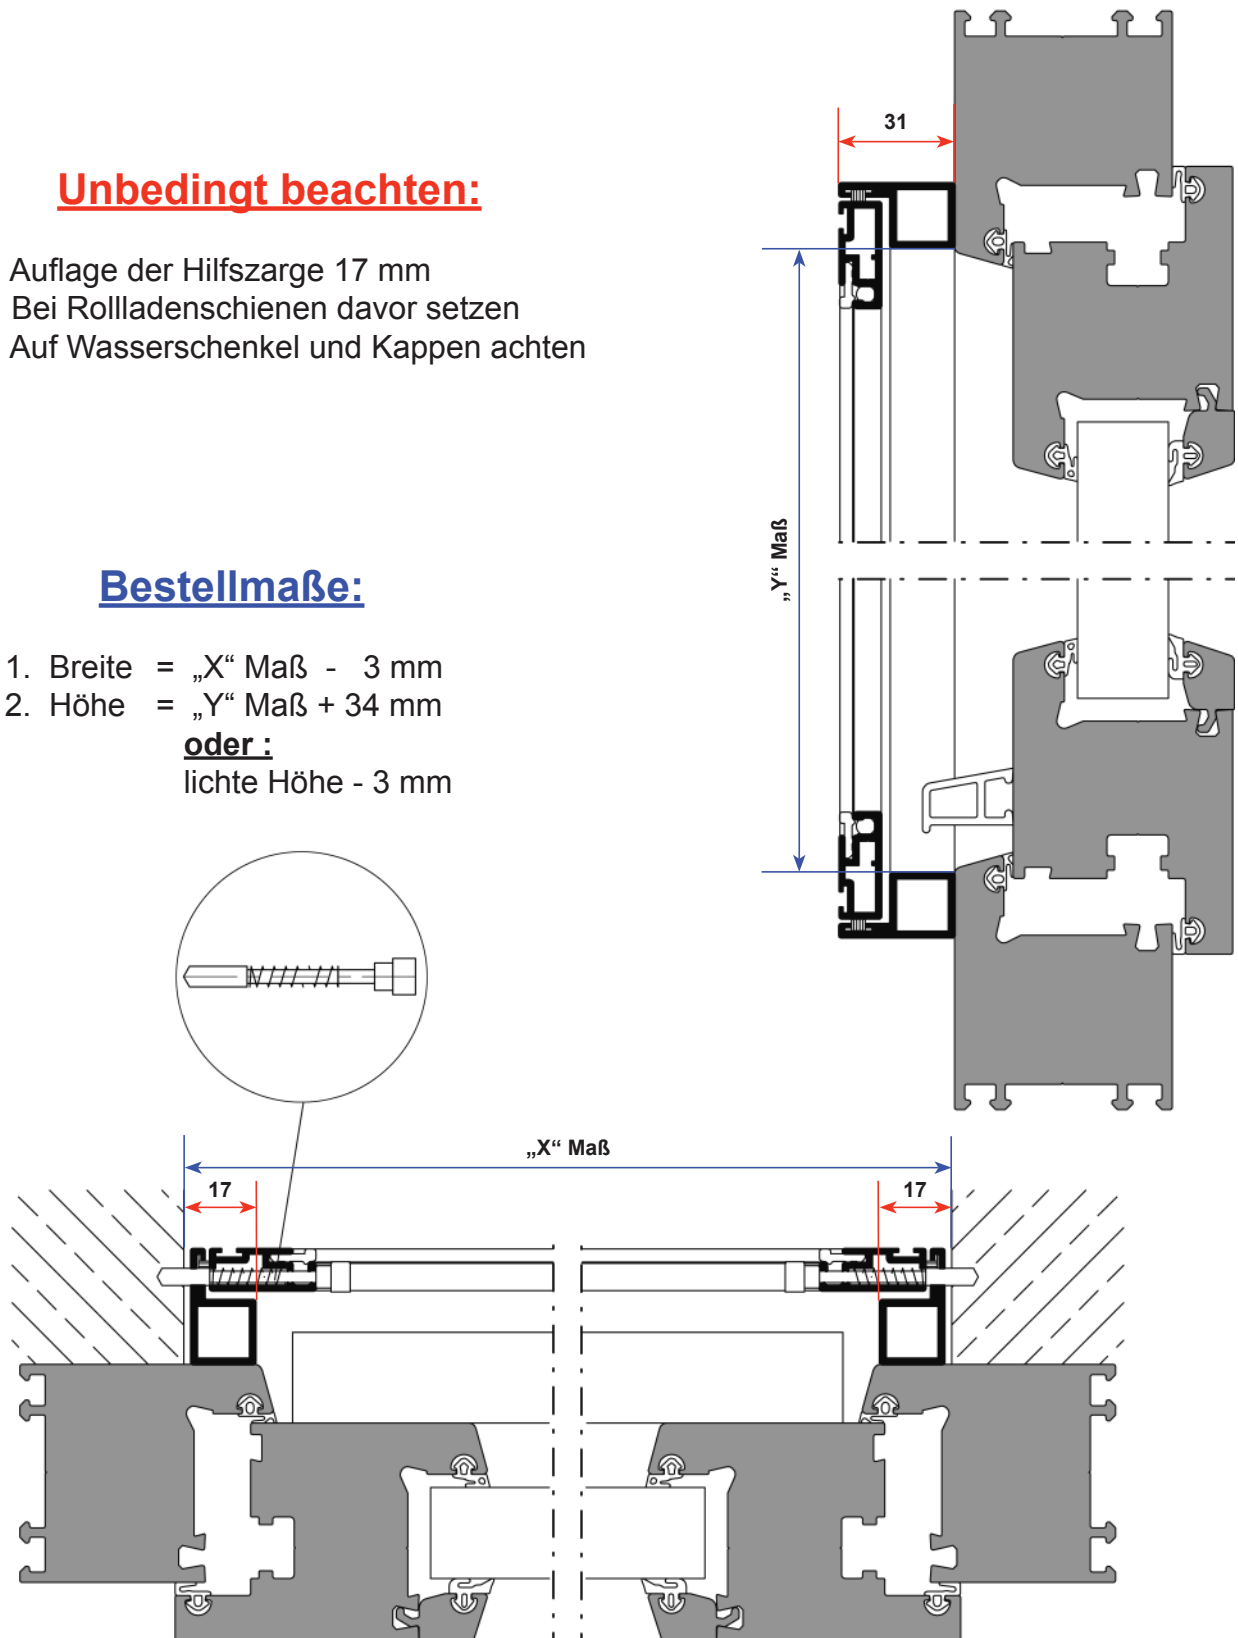 31
Unbedingt beachten:
Auflage der Hilfszarge 17 mm
Bei Rollladenschienen davor setzen
Auf Wasserschenkel und Kappen achten
„Y“ Maß
Bestellmaße:
1. Breite = „X“ Maß - 3 mm
2. Höhe = „Y“ Maß + 34 mm
oder :
lichte Höhe - 3 mm
„X“ Maß
17
17